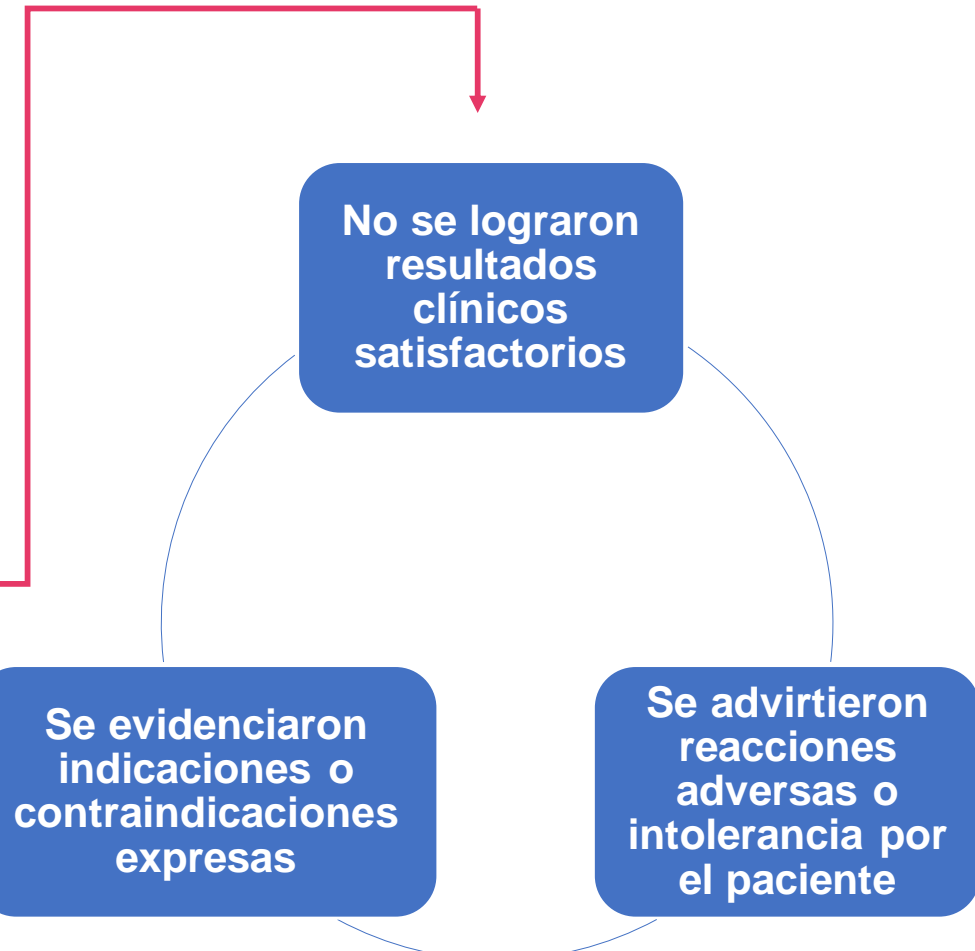 No se lograron
resultados
clínicos
satisfactorios
Se evidenciaron
indicaciones o
contraindicaciones
expresas
Se advirtieron
reacciones
adversas o
intolerancia por
el paciente